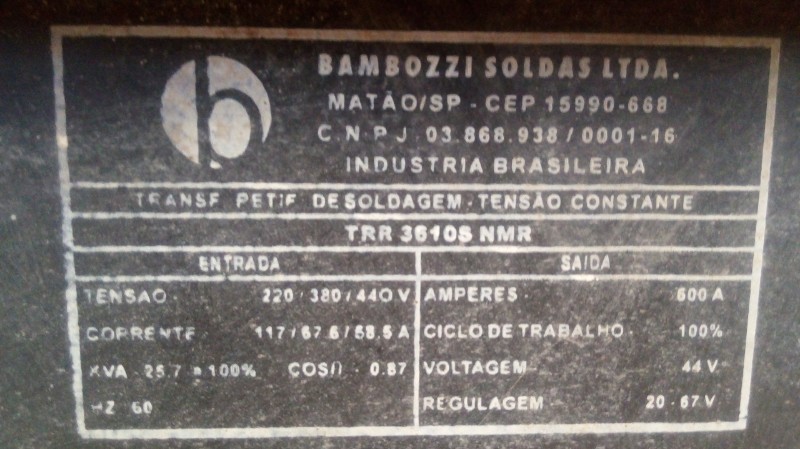 b
BAMBOZZI SOLDAS LTDA.
MATÃO/SP - CEP 15990-668
C.N.P.J 03.868.938/0001-16
INDUSTRIA BRASILEIRA
TRANSF RETIF DE SOLDAGEM - TENSÃO CONSTANTE
TRR 3610S NMR
ENTRADA SAIDA
TENSAO - 220 - 380 / 440 V AMPERES - 600 A
CORRENTE 117 / 67.6 / 58.5 A CICLO DE TRABALHO - 100%
KVA - 25.7 a 100% COSØ - 0.87 VOLTAGEM 44 V
HZ 60 REGULAGEM 20 - 67 V